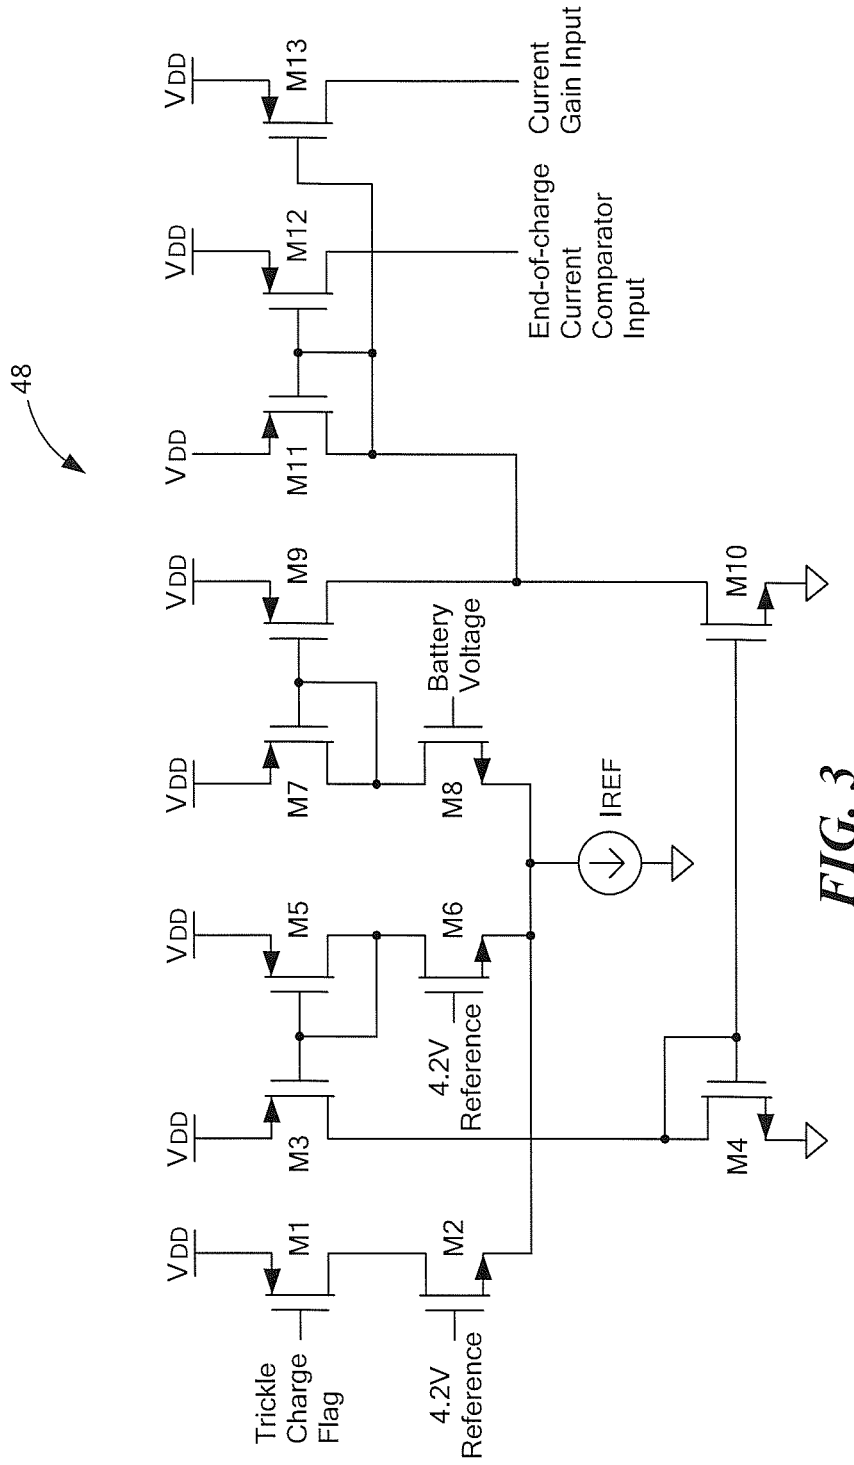 48
VDD
VDD
VDD
VDD
VDD
VDD
VDD
VDD
M1
M3
M5
M7
M9
M11
M12
M13
Trickle
Charge
Flag
4.2V
Reference
M2
4.2V
Reference
M6
M8
Battery
Voltage
End-of-charge
Current
Comparator
Input
Current
Gain Input
IREF
M4
M10
FIG. 3